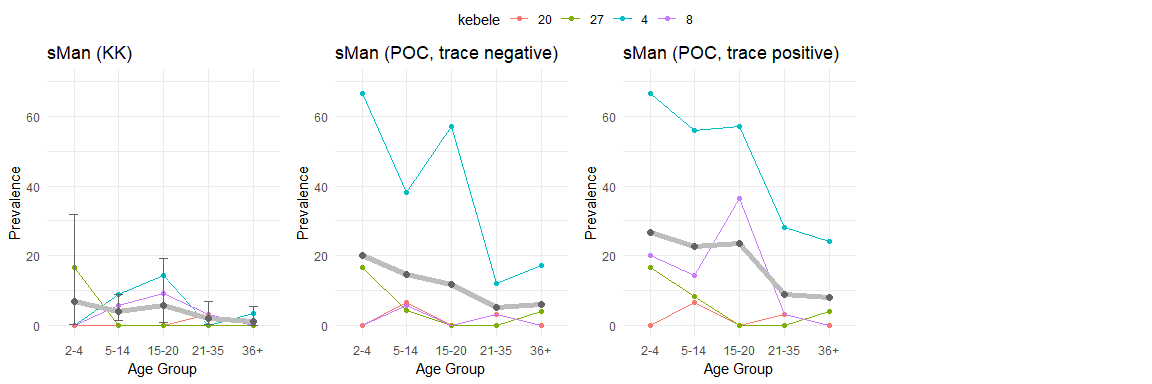 kebele 20 27 4 8
sMan (KK)
Prevalence
60
40
20
0
2-4 5-14 15-20 21-35 36+
Age Group
sMan (POC, trace negative)
Prevalence
60
40
20
0
2-4 5-14 15-20 21-35 36+
Age Group
sMan (POC, trace positive)
Prevalence
60
40
20
0
2-4 5-14 15-20 21-35 36+
Age Group